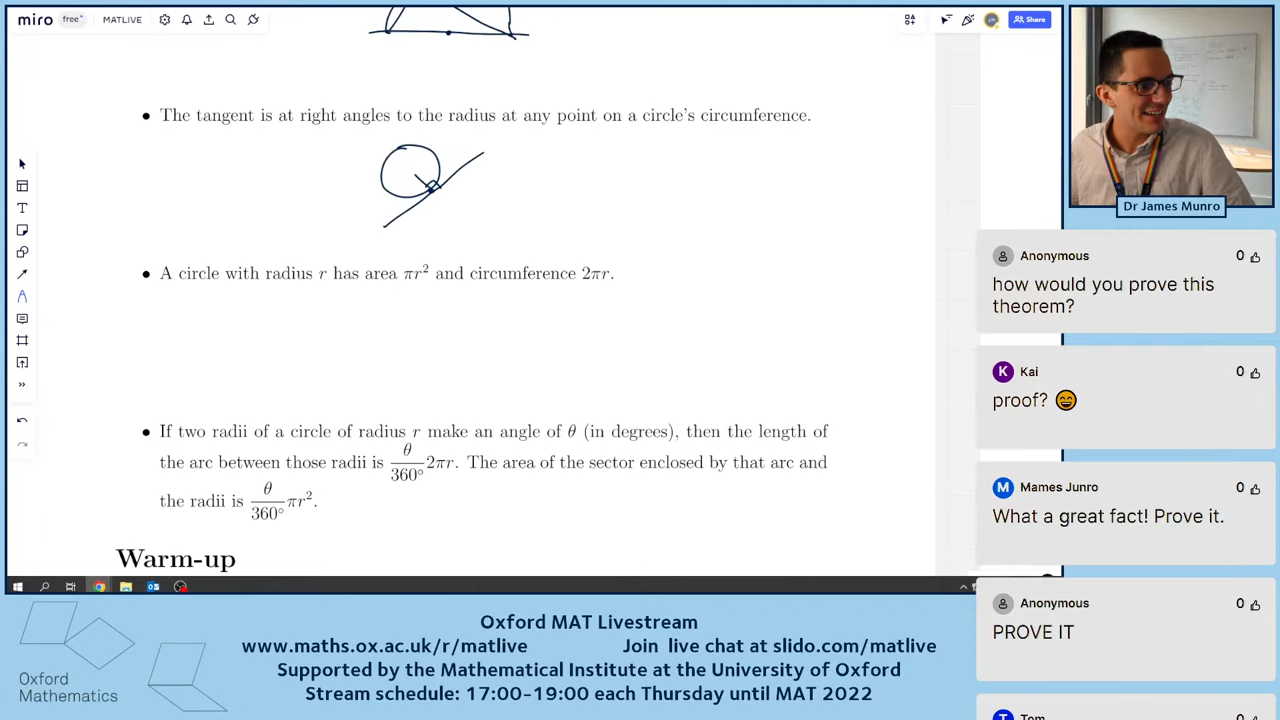 miro free MATLIVE Share
• The tangent is at right angles to the radius at any point on a circle's circumference.
• A circle with radius r has area πr² and circumference 2πr.
• If two radii of a circle of radius r make an angle of θ (in degrees), then the length of
the arc between those radii is θ/360° 2πr. The area of the sector enclosed by that arc and
the radii is θ/360° πr².
Warm-up
Dr James Munro
Anonymous 0
how would you prove this
theorem?
K Kai 0
proof? 😄
M Mames Junro 0
What a great fact! Prove it.
Anonymous 0
PROVE IT
T Tom 0
Oxford
Mathematics
Oxford MAT Livestream
www.maths.ox.ac.uk/r/matlive Join live chat at slido.com/matlive
Supported by the Mathematical Institute at the University of Oxford
Stream schedule: 17:00-19:00 each Thursday until MAT 2022